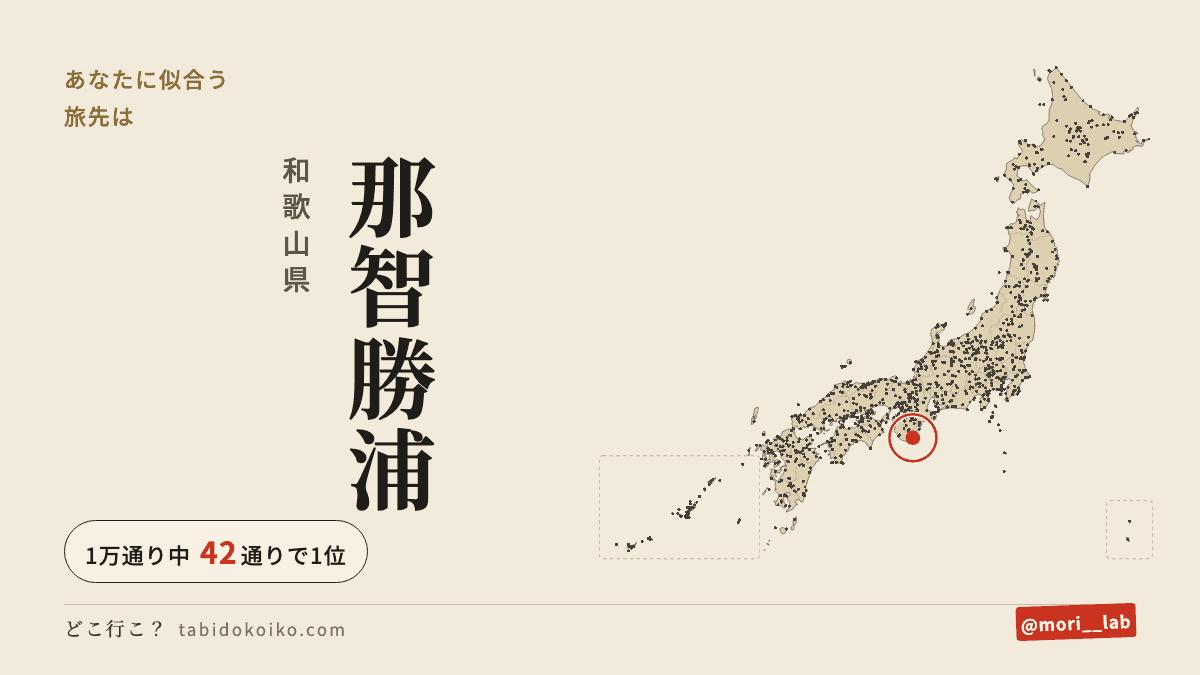 あなたに似合う
旅先は
那智勝浦
和歌山県
1万通り中 42通りで1位
どこ行こ? tabidokoiko.com
@mori__lab